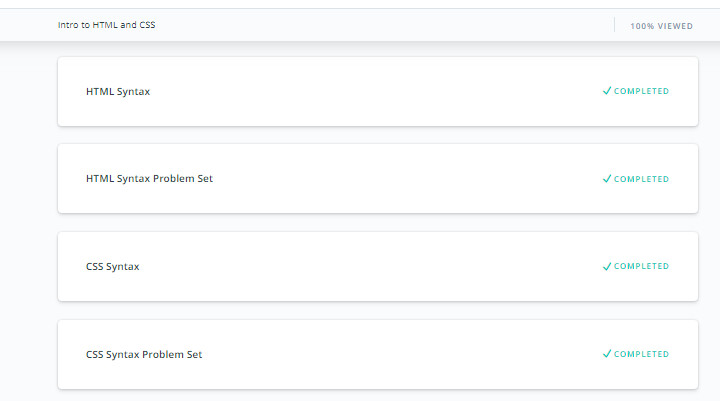 Intro to HTML and CSS
100% VIEWED
HTML Syntax
COMPLETED
HTML Syntax Problem Set
COMPLETED
CSS Syntax
COMPLETED
CSS Syntax Problem Set
COMPLETED